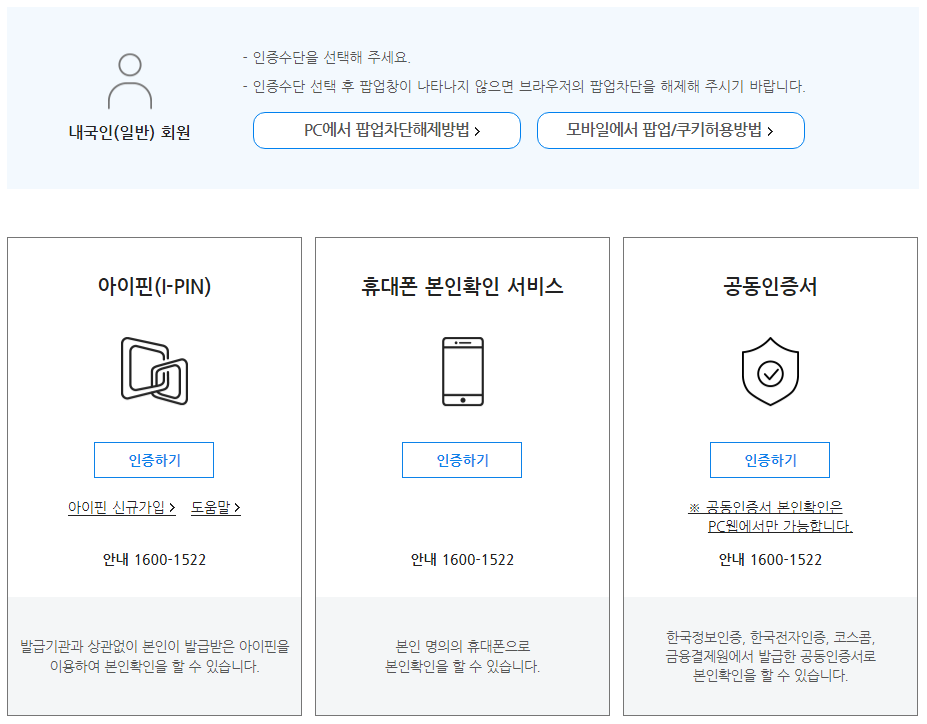 - 인증수단을 선택해 주세요.
- 인증수단 선택 후 팝업창이 나타나지 않으면 브라우저의 팝업차단을 해제해 주시기 바랍니다.
내국인(일반) 회원
PC에서 팝업차단해제방법 >
모바일에서 팝업/쿠키허용방법 >
아이핀(I-PIN)
인증하기
아이핀 신규가입 > 도움말 >
안내 1600-1522
발급기관과 상관없이 본인이 발급받은 아이핀을
이용하여 본인확인을 할 수 있습니다.
휴대폰 본인확인 서비스
인증하기
안내 1600-1522
본인 명의의 휴대폰으로
본인확인을 할 수 있습니다.
공동인증서
인증하기
※ 공동인증서 본인확인은
PC웹에서만 가능합니다.
안내 1600-1522
한국정보인증, 한국전자인증, 코스콤,
금융결제원에서 발급한 공동인증서로
본인확인을 할 수 있습니다.